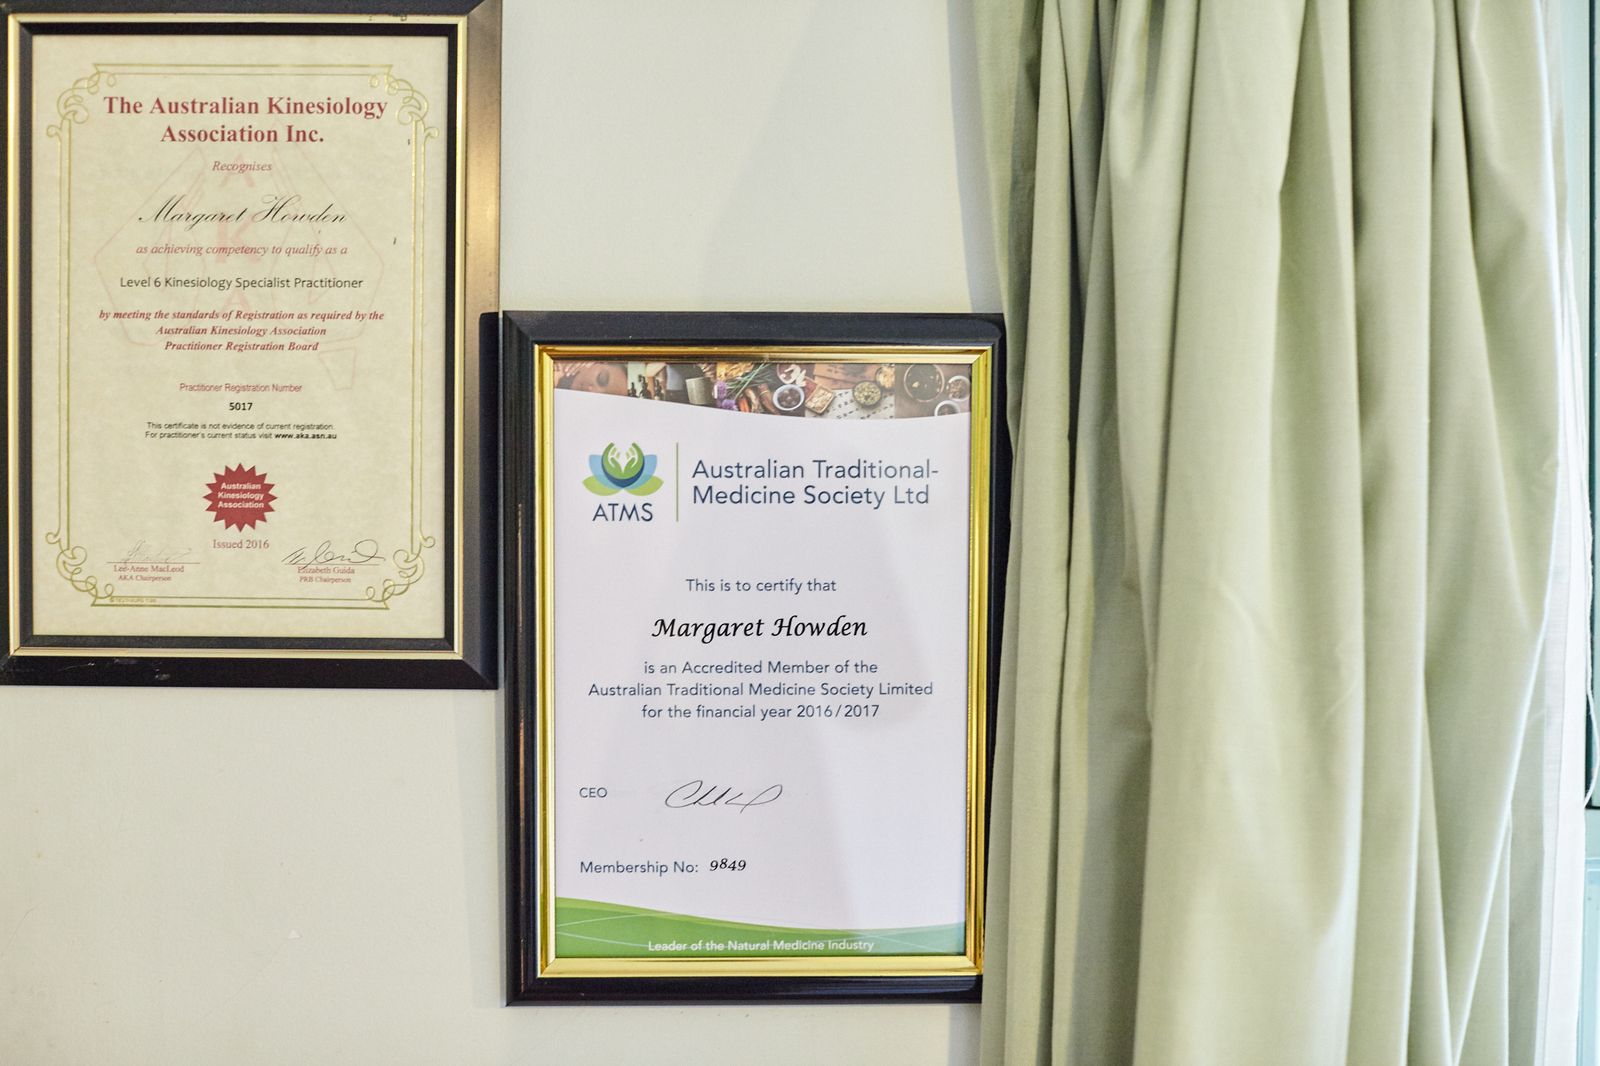 The Australian Kinesiology
Association Inc.
Recognises
Margaret Howden
as achieving competency to qualify as a
Level 6 Kinesiology Specialist Practitioner
by meeting the standards of Registration as required by the
Australian Kinesiology Association
Practitioner Registration Board
Practitioner Registration Number
5017
This certificate is not evidence of current registration.
For practitioner's current status visit www.aka.asn.au
Australian
Kinesiology
Association
Issued 2016
Lee-Anne MacLeod
AKA Chairperson
Elizabeth Guida
PRB Chairperson
A
K
A
ATMS
Australian Traditional-
Medicine Society Ltd
This is to certify that
Margaret Howden
is an Accredited Member of the
Australian Traditional Medicine Society Limited
for the financial year 2016/2017
CEO
Membership No: 9849
Leader of the Natural Medicine Industry